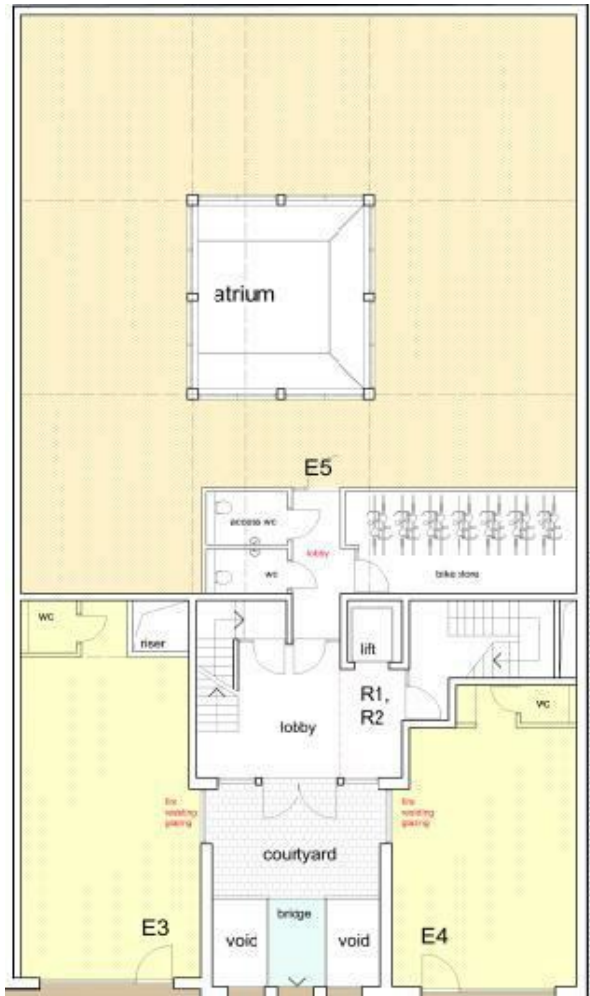 atrium
E5
access wc
lobby
wc
bike store
wc
riser
lift
R1,
R2
wc
lobby
fire
resisting
glazing
fire
resisting
glazing
courtyard
bridge
E3
void
void
E4